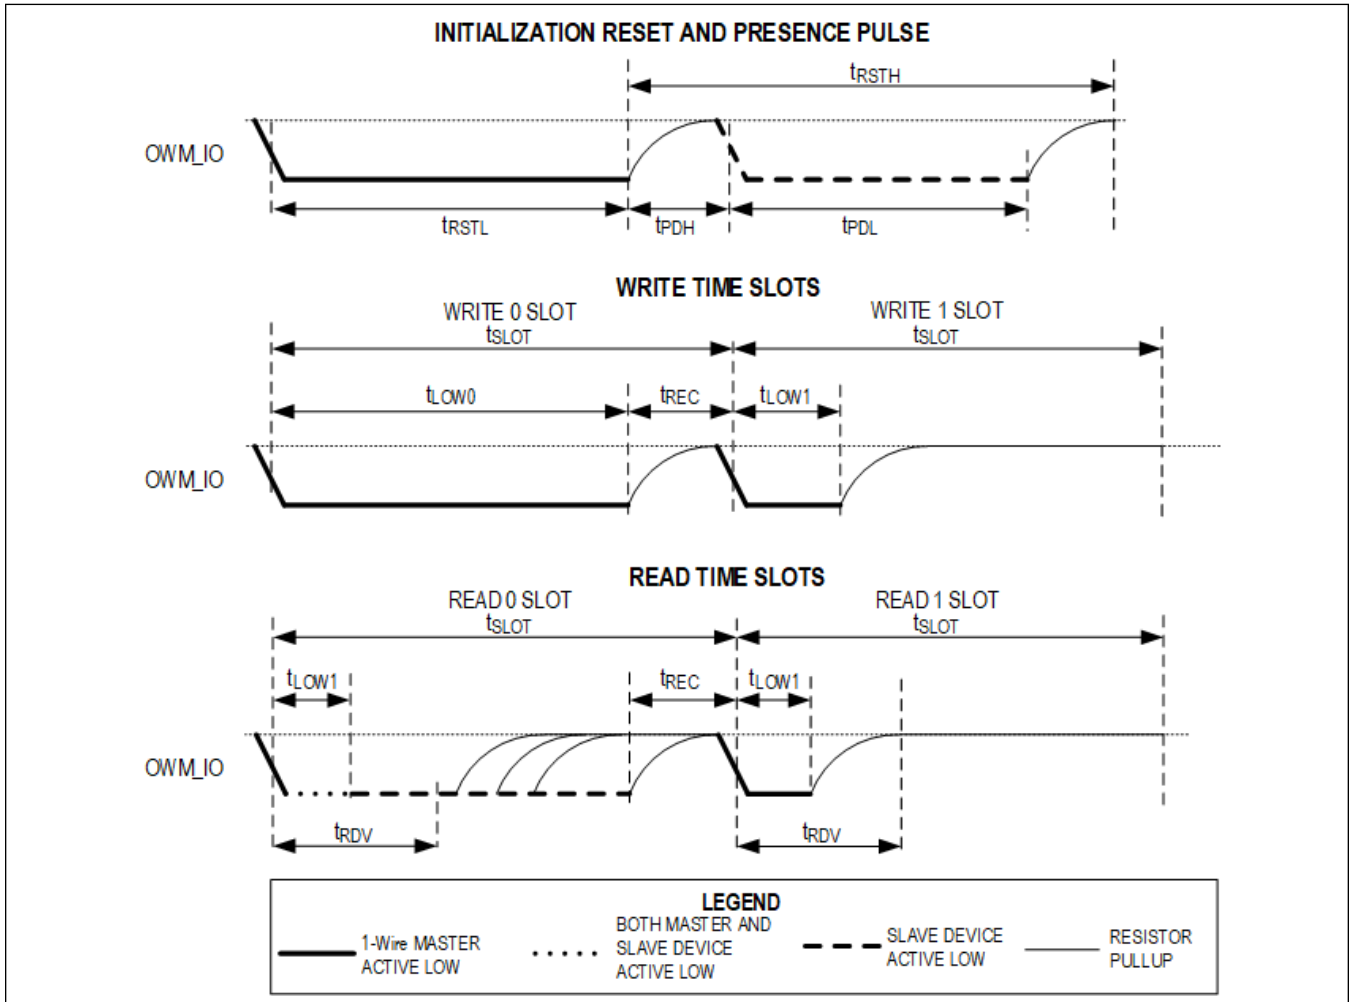 INITIALIZATION RESET AND PRESENCE PULSE
tRSTH
OWM_IO
tRSTL tPDH tPDL
WRITE TIME SLOTS
WRITE 0 SLOT WRITE 1 SLOT
tSLOT tSLOT
tLOW0 tREC tLOW1
OWM_IO
READ TIME SLOTS
READ 0 SLOT READ 1 SLOT
tSLOT tSLOT
tLOW1 tREC tLOW1
OWM_IO
tRDV tRDV
LEGEND
1-Wire MASTER
ACTIVE LOW
BOTH MASTER AND
SLAVE DEVICE
ACTIVE LOW
SLAVE DEVICE
ACTIVE LOW
RESISTOR
PULLUP